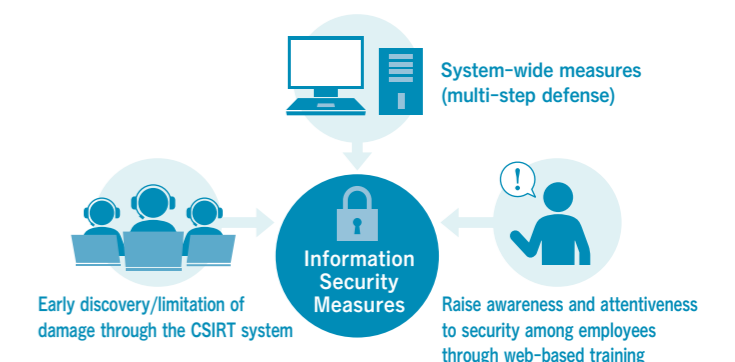 System-wide measures
(multi-step defense)
!
Information
Security
Measures
Early discovery/limitation of
damage through the CSIRT system
Raise awareness and attentiveness
to security among employees
through web-based training